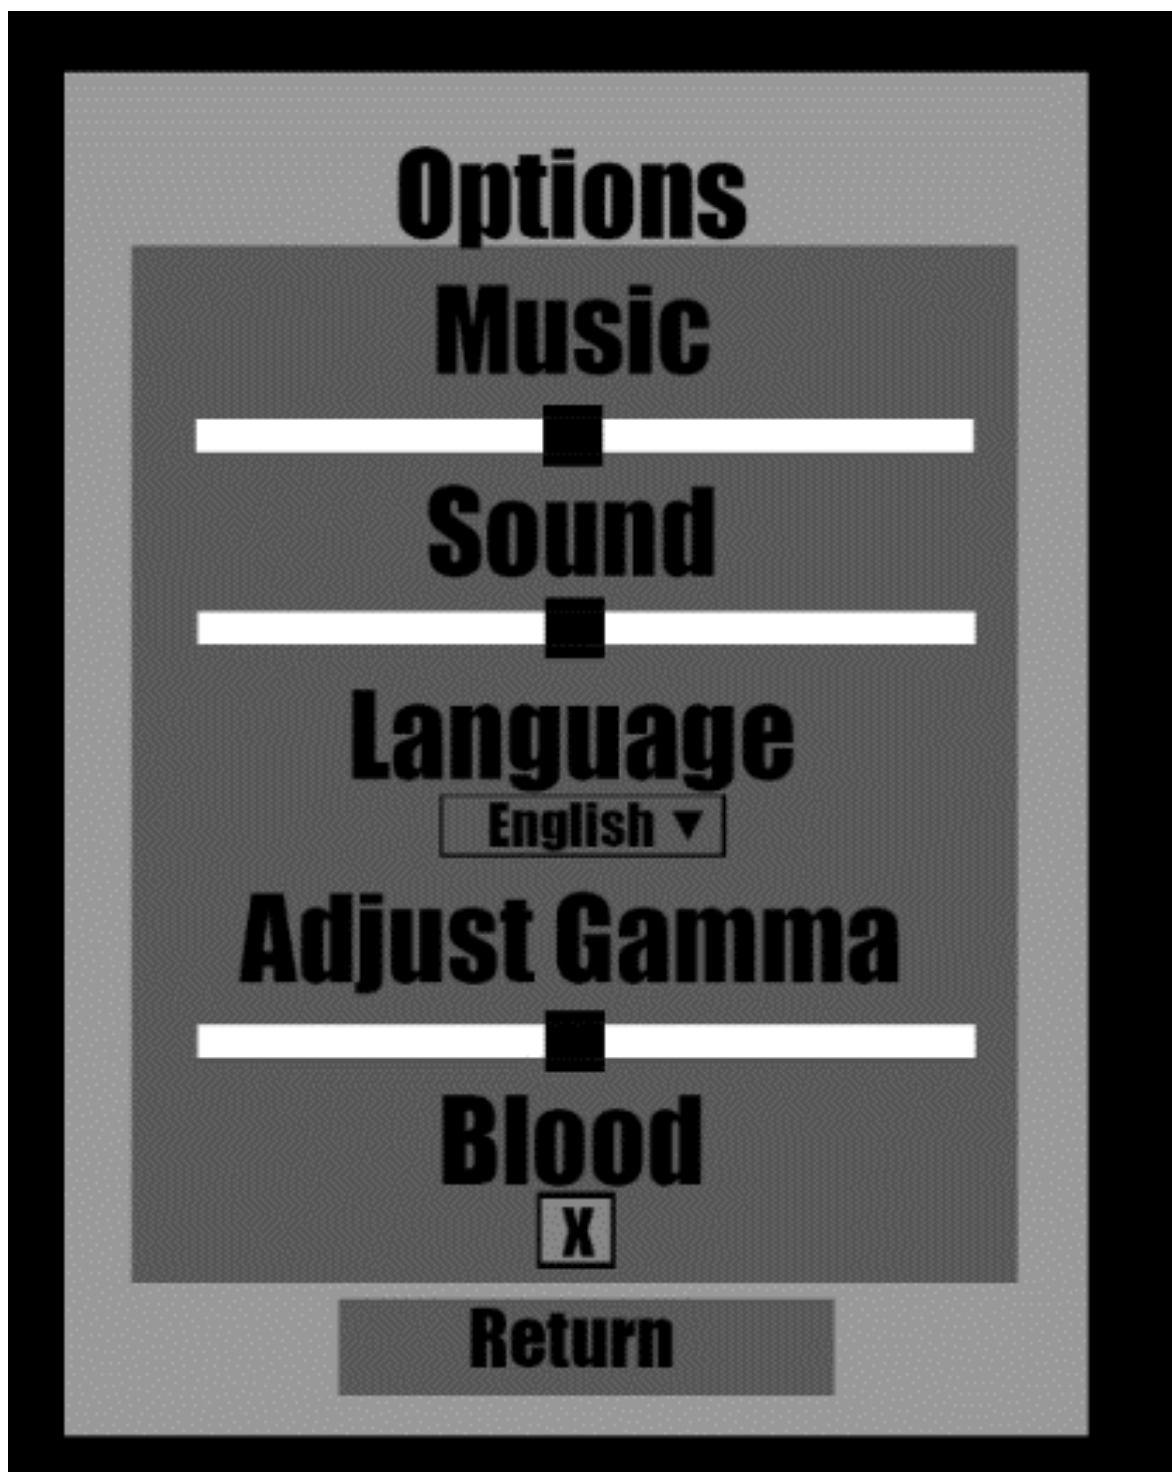 Options
Music
Sound
Language
English ▼
Adjust Gamma
Blood
X
Return